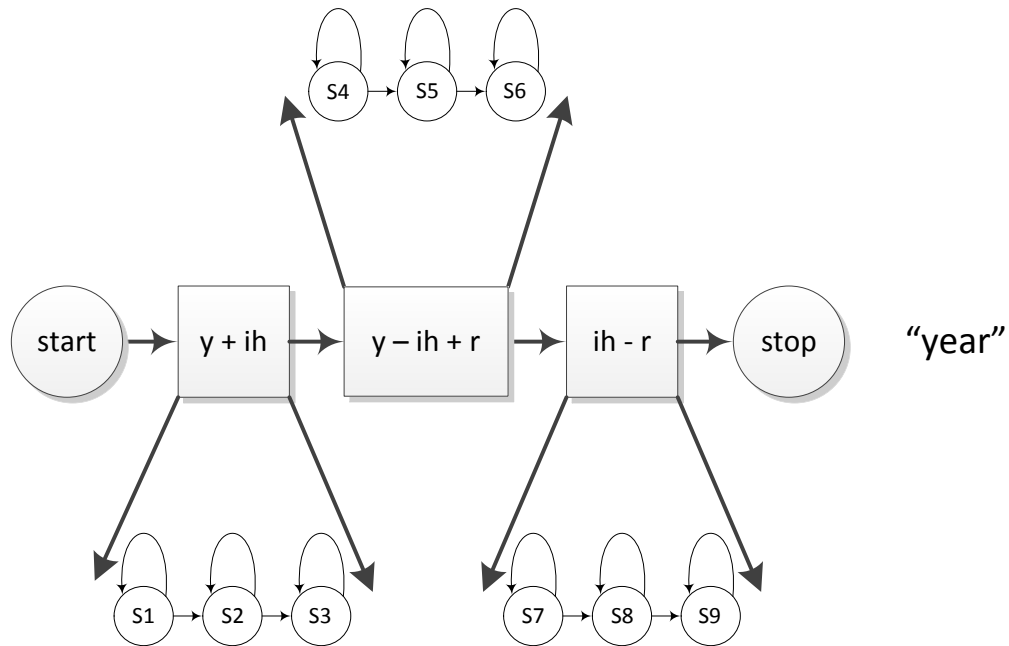 S4 S5 S6
start y + ih y – ih + r ih - r stop “year”
S1 S2 S3 S7 S8 S9